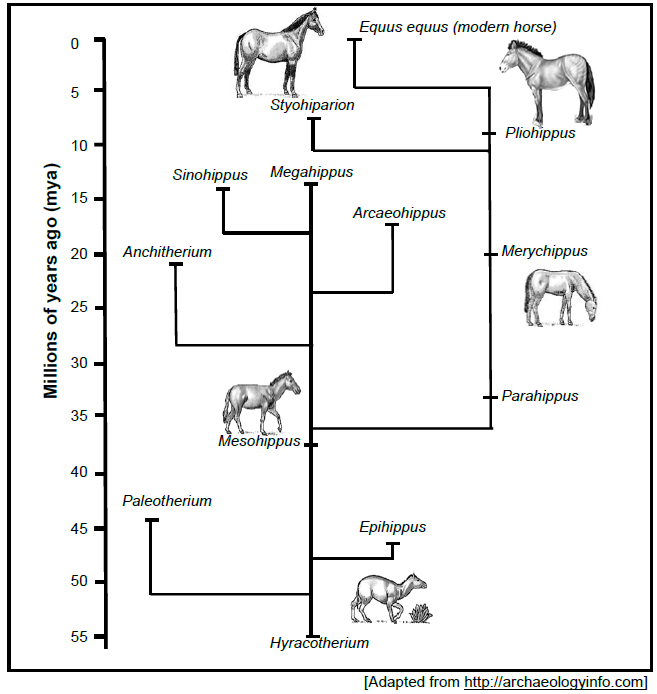 Equus equus (modern horse)
0
5
Styohiparion
10
Pliohippus
Sinohippus
Megahippus
15
Arcaeohippus
Anchitherium
20
Merychippus
25
30
Parahippus
35
Mesohippus
40
Paleotherium
45
Epihippus
50
55
Hyracotherium
Millions of years ago (mya)
[Adapted from http://archaeologyinfo.com]